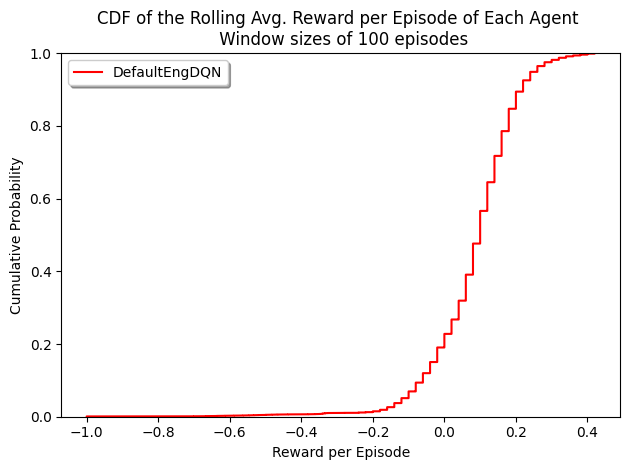 CDF of the Rolling Avg. Reward per Episode of Each Agent
Window sizes of 100 episodes
DefaultEngDQN
Cumulative Probability
1.0
0.8
0.6
0.4
0.2
0.0
−1.0 −0.8 −0.6 −0.4 −0.2 0.0 0.2 0.4
Reward per Episode